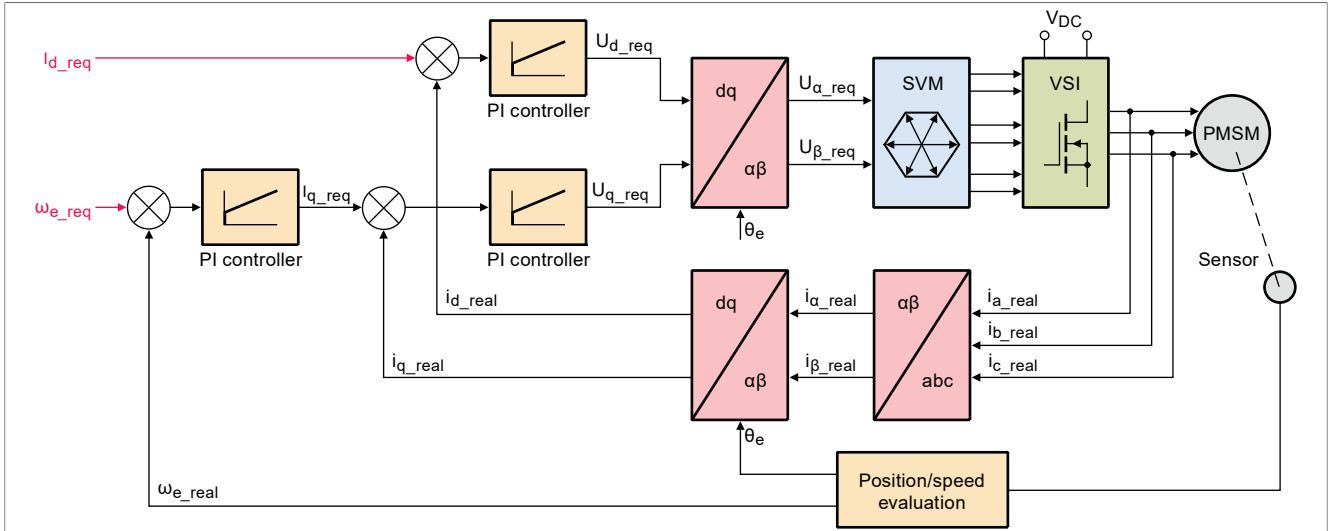 V_DC
I_d_req
U_d_req
PI controller
dq
αβ
U_α_req
U_β_req
SVM
VSI
PMSM
ω_e_req
I_q_req
PI controller
U_q_req
PI controller
θ_e
Sensor
i_d_real
i_q_real
dq
αβ
i_α_real
i_β_real
αβ
abc
i_a_real
i_b_real
i_c_real
θ_e
ω_e_real
Position/speed
evaluation